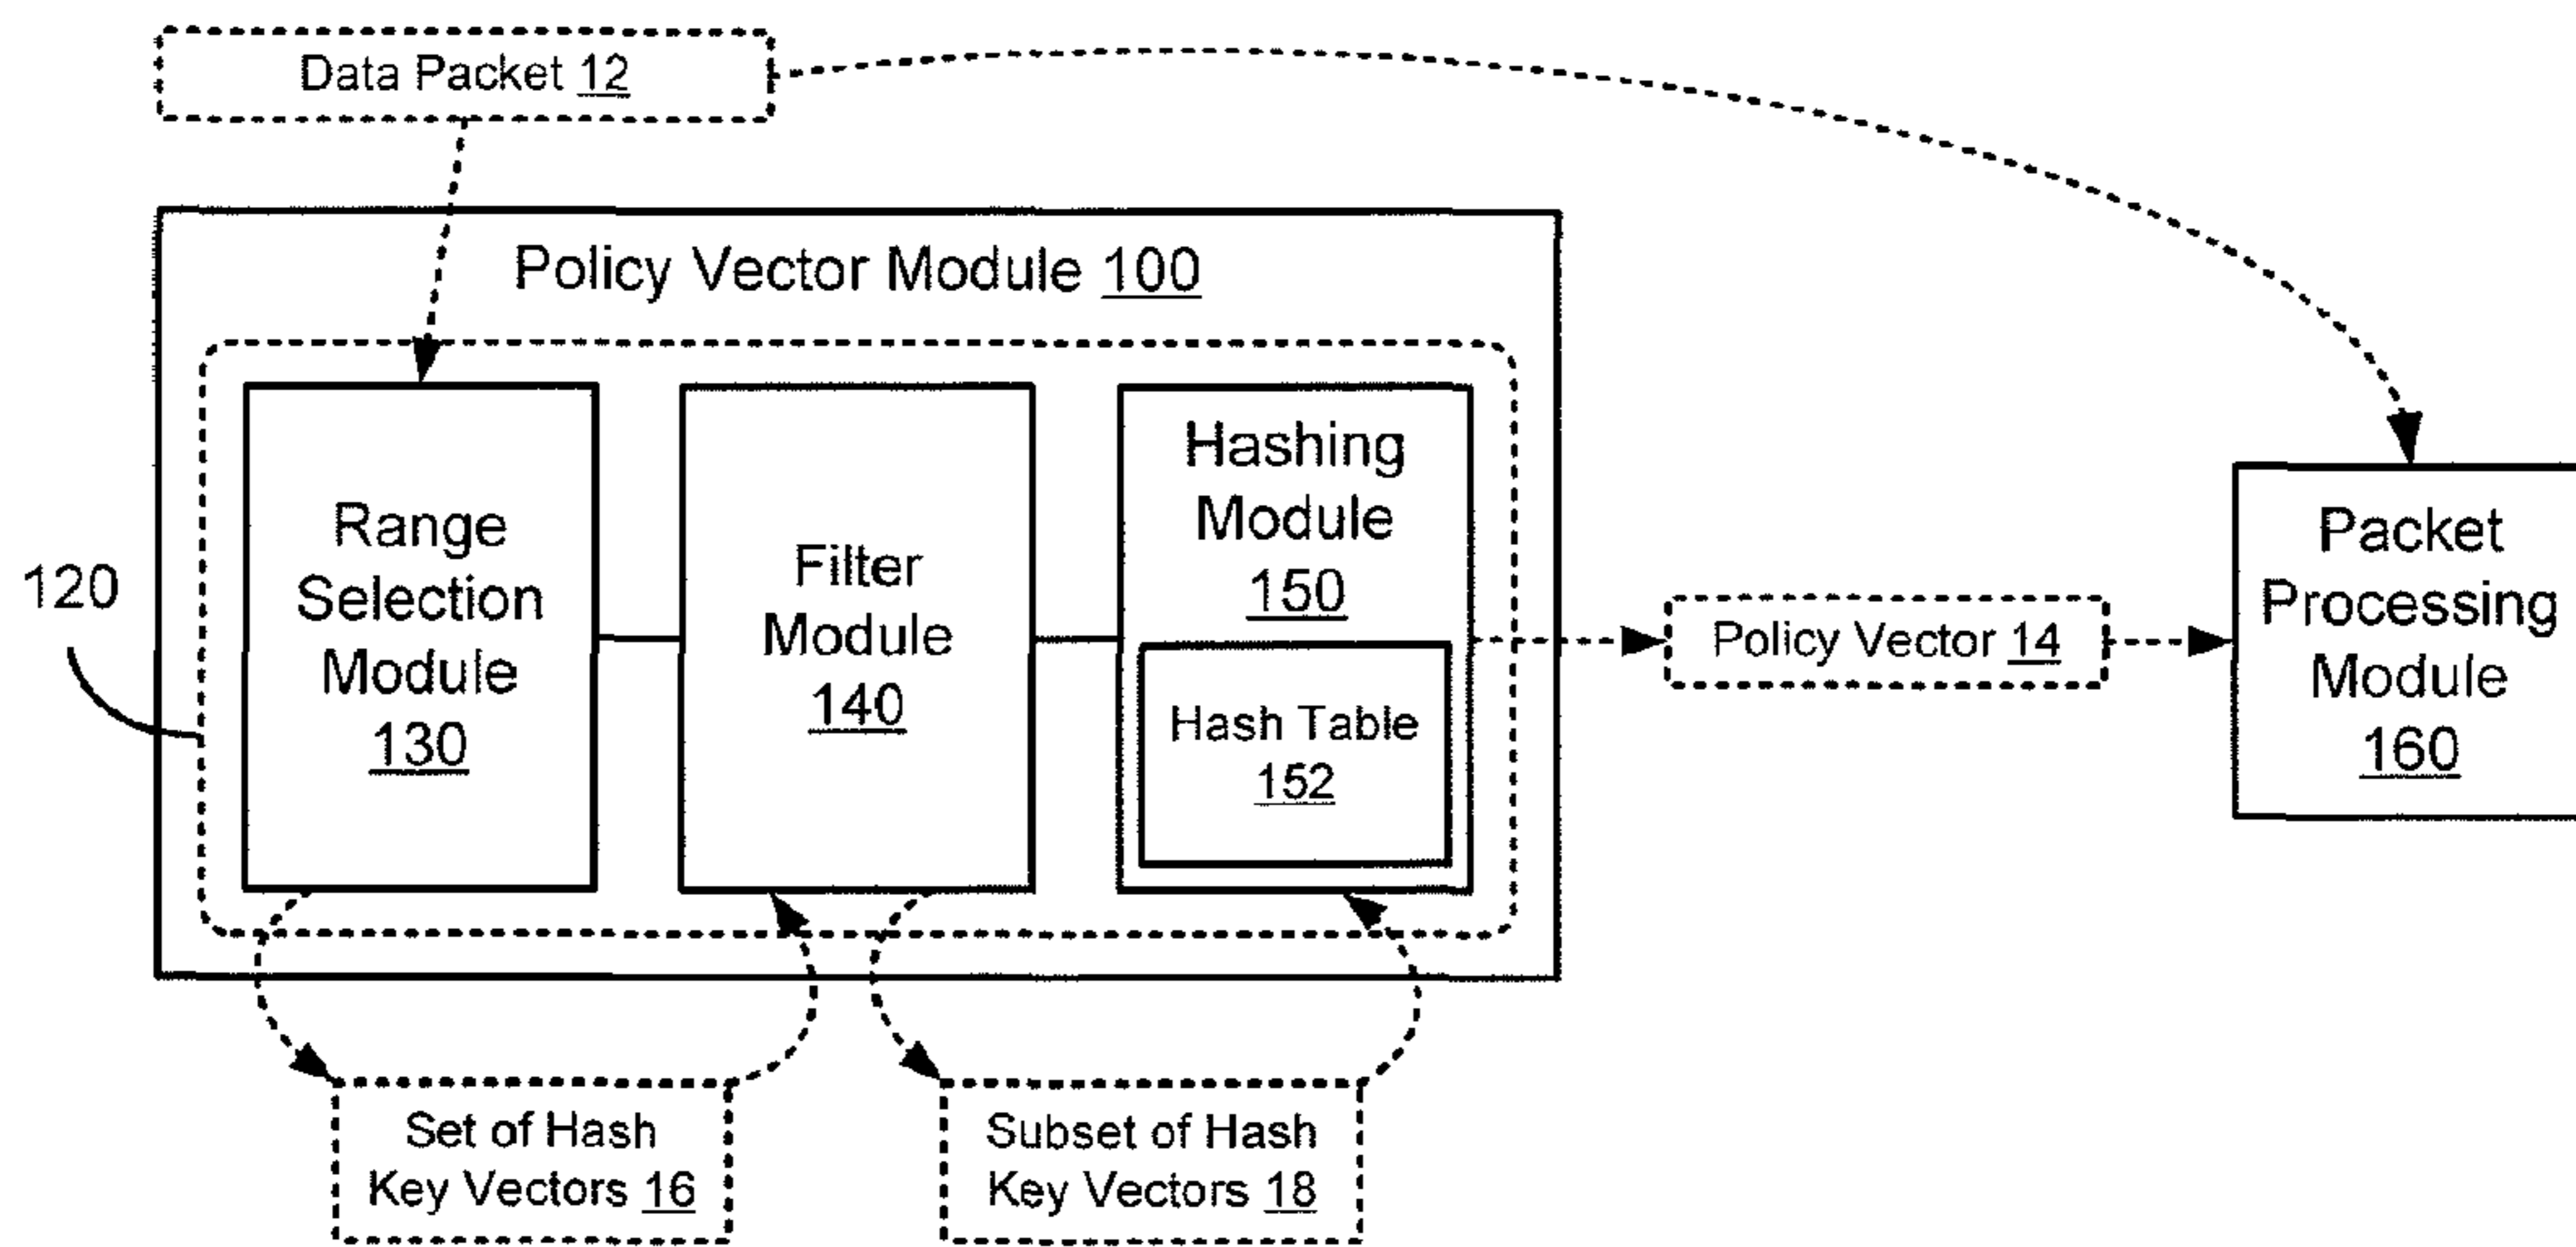 Data Packet 12
Policy Vector Module 100
120
Range
Selection
Module
130
Filter
Module
140
Hashing
Module
150
Hash Table
152
Policy Vector 14
Packet
Processing
Module
160
Set of Hash
Key Vectors 16
Subset of Hash
Key Vectors 18